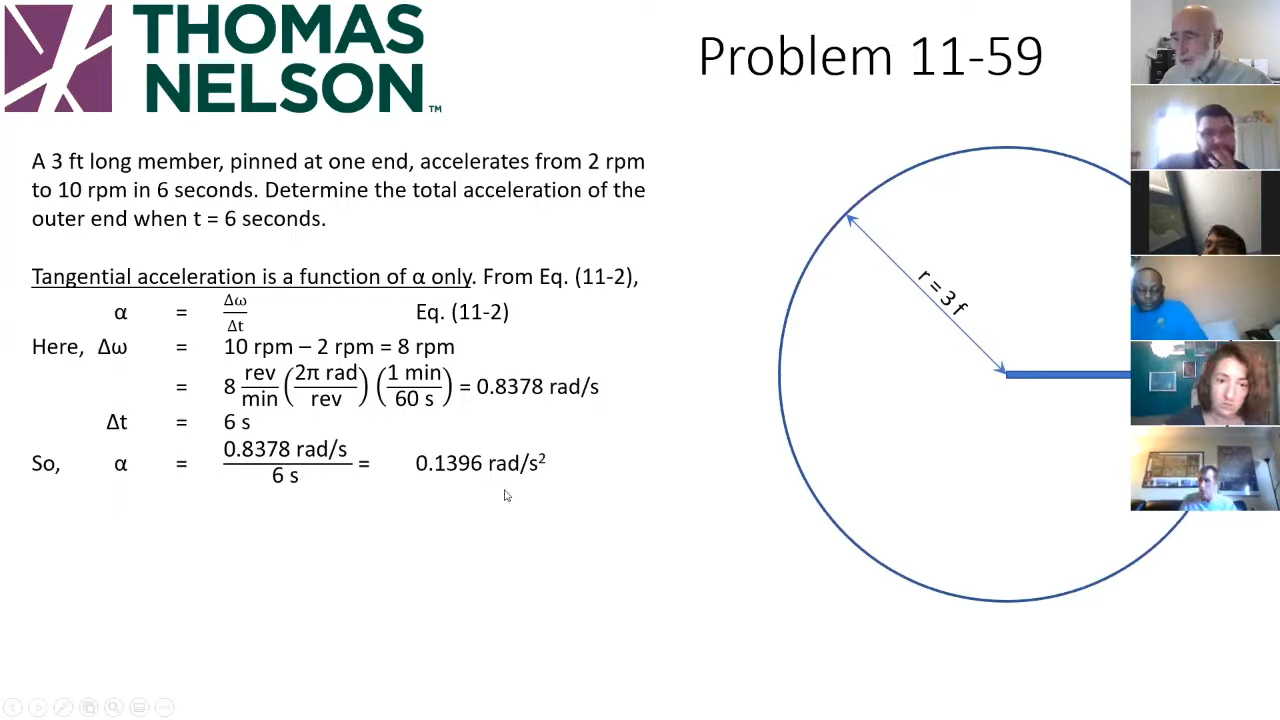 THOMAS
NELSON™
Problem 11-59
A 3 ft long member, pinned at one end, accelerates from 2 rpm
to 10 rpm in 6 seconds. Determine the total acceleration of the
outer end when t = 6 seconds.
Tangential acceleration is a function of α only. From Eq. (11-2),
α = Δω/Δt Eq. (11-2)
Here, Δω = 10 rpm – 2 rpm = 8 rpm
= 8 rev/min (2π rad/rev) (1 min/60 s) = 0.8378 rad/s
Δt = 6 s
So, α = 0.8378 rad/s / 6 s = 0.1396 rad/s²
r = 3 f